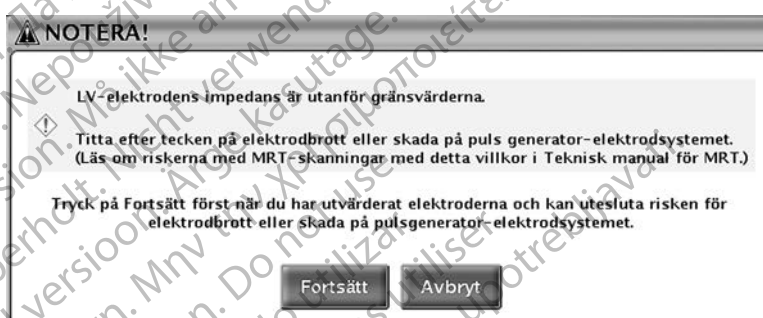 NOTERA!
LV-elektrodens impedans är utanför gränsvärderna.
Titta efter tecken på elektrodbrott eller skada på puls generator-elektrodsystemet.
(Läs om riskerna med MRT-skanningar med detta villkor i Teknisk manual för MRT.)
Tryck på Fortsätt först när du har utvärderat elektroderna och kan utesluta risken för
elektrodbrott eller skada på pulsgenerator-elektrodsystemet.
Fortsätt Avbryt